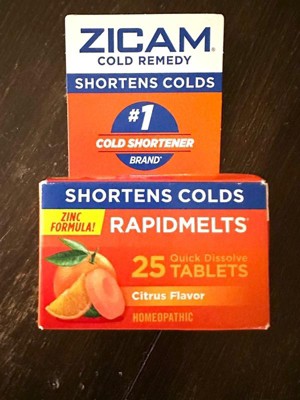 ZICAM®
COLD REMEDY
SHORTENS COLDS
#1
COLD SHORTENER
BRAND*
SHORTENS COLDS
ZINC
FORMULA!
RAPIDMELTS®
25 Quick Dissolve
TABLETS
Citrus Flavor
HOMEOPATHIC